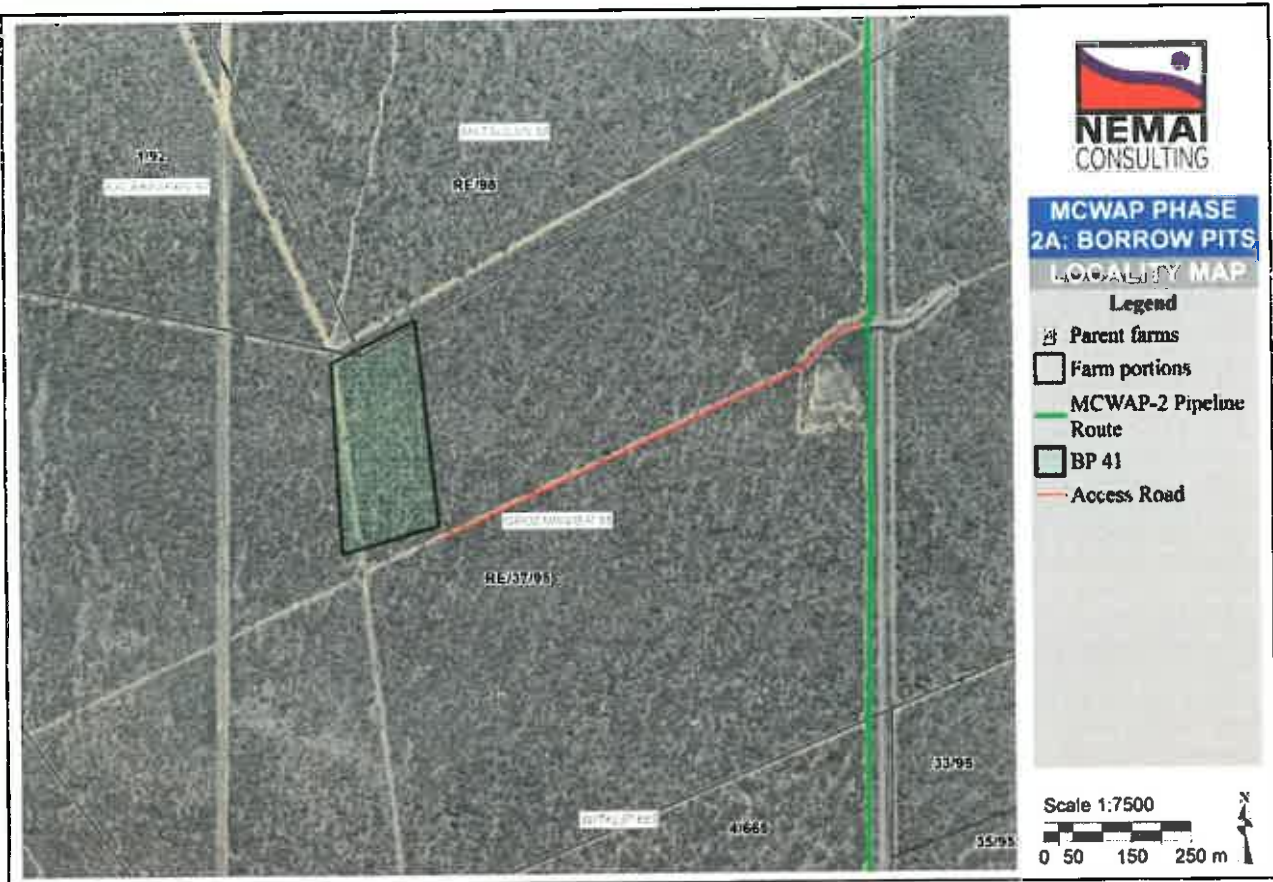 1/92
RE/98
RE/37/95
33/95
4/665
35/95
NEMAI
CONSULTING
MCWAP PHASE
2A: BORROW PITS
LOCALITY MAP
Legend
Parent farms
Farm portions
MCWAP-2 Pipeline
Route
BP 41
Access Road
Scale 1:7500
0 50 150 250 m